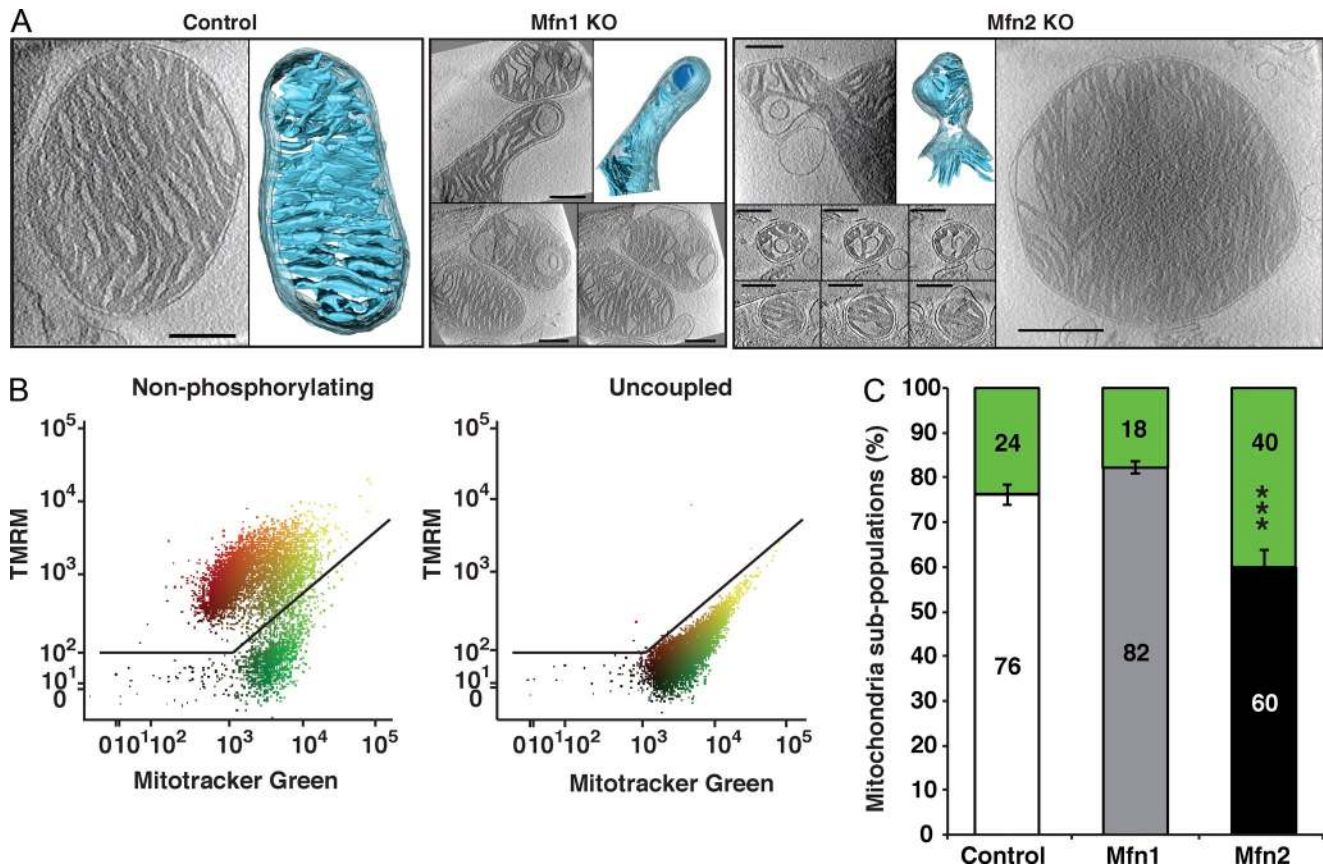 A
Control
Mfn1 KO
Mfn2 KO
B
Non-phosphorylating
Uncoupled
TMRM
10⁵
10⁴
10³
10²
10¹
0
0 10¹ 10² 10³ 10⁴ 10⁵
Mitotracker Green
TMRM
10⁵
10⁴
10³
10²
10¹
0
0 10¹ 10² 10³ 10⁴ 10⁵
Mitotracker Green
C
Mitochondria sub-populations (%)
100
90
80
70
60
50
40
30
20
10
0
24
76
18
82
40
***
60
Control
Mfn1
Mfn2